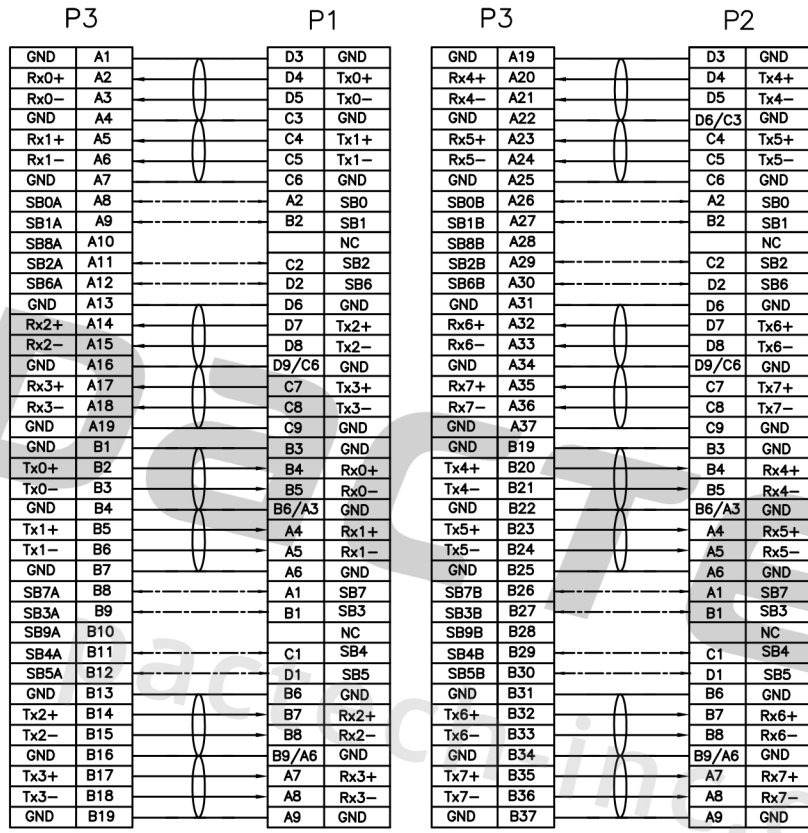 P3 P1 P3 P2
GND A1 D3 GND GND A19 D3 GND
Rx0+ A2 D4 Tx0+ Rx4+ A20 D4 Tx4+
Rx0− A3 D5 Tx0− Rx4− A21 D5 Tx4−
GND A4 C3 GND GND A22 D6/C3 GND
Rx1+ A5 C4 Tx1+ Rx5+ A23 C4 Tx5+
Rx1− A6 C5 Tx1− Rx5− A24 C5 Tx5−
GND A7 C6 GND GND A25 C6 GND
SB0A A8 A2 SB0 SB0B A26 A2 SB0
SB1A A9 B2 SB1 SB1B A27 B2 SB1
SB8A A10 NC SB8B A28 NC
SB2A A11 C2 SB2 SB2B A29 C2 SB2
SB6A A12 D2 SB6 SB6B A30 D2 SB6
GND A13 D6 GND GND A31 D6 GND
Rx2+ A14 D7 Tx2+ Rx6+ A32 D7 Tx6+
Rx2− A15 D8 Tx2− Rx6− A33 D8 Tx6−
GND A16 D9/C6 GND GND A34 D9/C6 GND
Rx3+ A17 C7 Tx3+ Rx7+ A35 C7 Tx7+
Rx3− A18 C8 Tx3− Rx7− A36 C8 Tx7−
GND A19 C9 GND GND A37 C9 GND
GND B1 B3 GND GND B19 B3 GND
Tx0+ B2 B4 Rx0+ Tx4+ B20 B4 Rx4+
Tx0− B3 B5 Rx0− Tx4− B21 B5 Rx4−
GND B4 B6/A3 GND GND B22 B6/A3 GND
Tx1+ B5 A4 Rx1+ Tx5+ B23 A4 Rx5+
Tx1− B6 A5 Rx1− Tx5− B24 A5 Rx5−
GND B7 A6 GND GND B25 A6 GND
SB7A B8 A1 SB7 SB7B B26 A1 SB7
SB3A B9 B1 SB3 SB3B B27 B1 SB3
SB9A B10 NC SB9B B28 NC
SB4A B11 C1 SB4 SB4B B29 C1 SB4
SB5A B12 D1 SB5 SB5B B30 D1 SB5
GND B13 B6 GND GND B31 B6 GND
Tx2+ B14 B7 Rx2+ Tx6+ B32 B7 Rx6+
Tx2− B15 B8 Rx2− Tx6− B33 B8 Rx6−
GND B16 B9/A6 GND GND B34 B9/A6 GND
Tx3+ B17 A7 Rx3+ Tx7+ B35 A7 Rx7+
Tx3− B18 A8 Rx3− Tx7− B36 A8 Rx7−
GND B19 A9 GND GND B37 A9 GND
pactech-inc